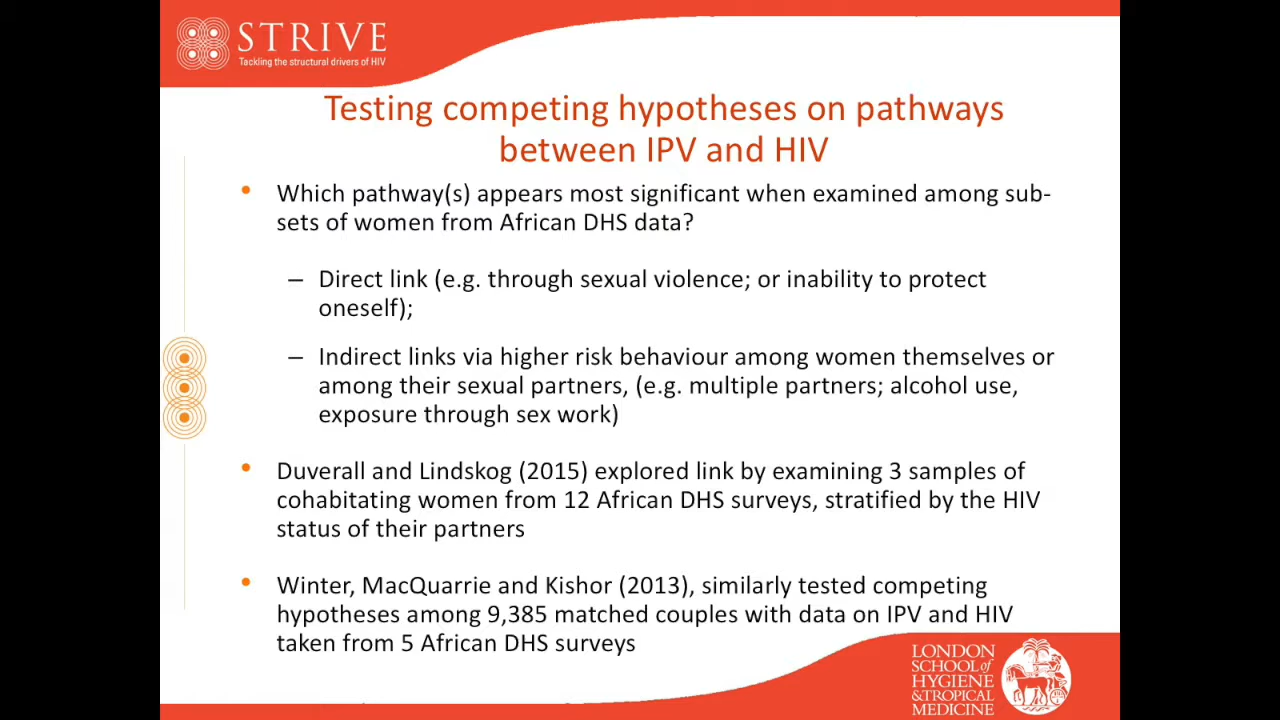 STRIVE
Tackling the structural drivers of HIV
Testing competing hypotheses on pathways
between IPV and HIV
• Which pathway(s) appears most significant when examined among sub-
sets of women from African DHS data?
– Direct link (e.g. through sexual violence; or inability to protect
oneself);
– Indirect links via higher risk behaviour among women themselves or
among their sexual partners, (e.g. multiple partners; alcohol use,
exposure through sex work)
• Duverall and Lindskog (2015) explored link by examining 3 samples of
cohabitating women from 12 African DHS surveys, stratified by the HIV
status of their partners
• Winter, MacQuarrie and Kishor (2013), similarly tested competing
hypotheses among 9,385 matched couples with data on IPV and HIV
taken from 5 African DHS surveys
LONDON
SCHOOL of
HYGIENE
& TROPICAL
MEDICINE